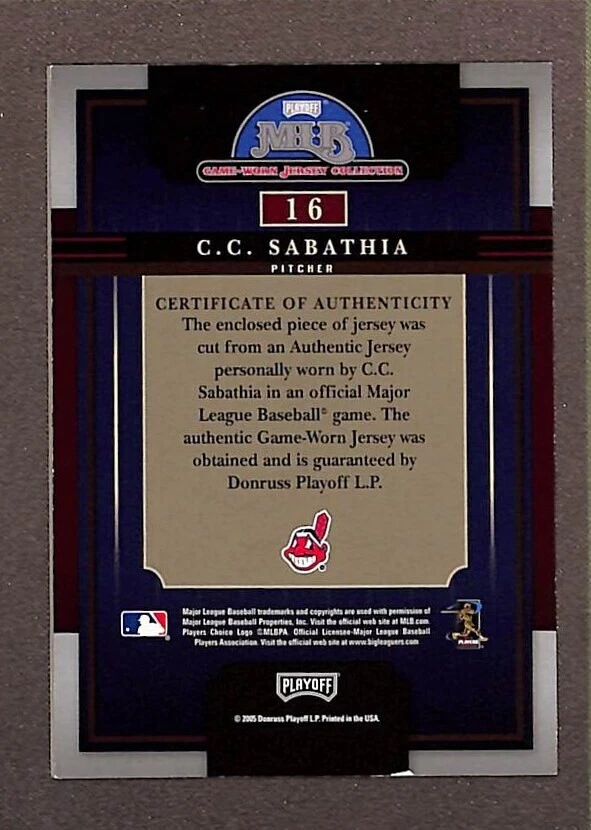 PLAYOFF
MLB
GAME-WORN JERSEY COLLECTION
16
C.C. SABATHIA
PITCHER
CERTIFICATE OF AUTHENTICITY
The enclosed piece of jersey was
cut from an Authentic Jersey
personally worn by C.C.
Sabathia in an official Major
League Baseball® game. The
authentic Game-Worn Jersey was
obtained and is guaranteed by
Donruss Playoff L.P.
Major League Baseball trademarks and copyrights are used with permission of
Major League Baseball Properties, Inc. Visit the official web site at MLB.com
Players Choice Logo ©MLBPA. Official Licensee-Major League Baseball
Players Association. Visit the official web site at www.bigleaguers.com
PLAYOFF
© 2005 Donruss Playoff L.P. Printed in the USA.